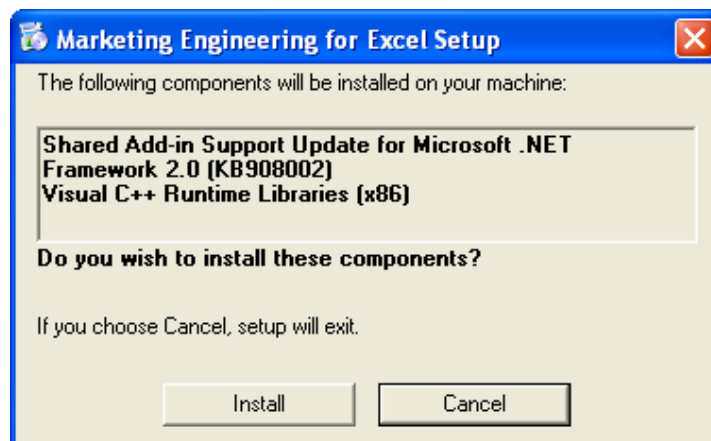 Marketing Engineering for Excel Setup
The following components will be installed on your machine:
Shared Add-in Support Update for Microsoft .NET
Framework 2.0 (KB908002)
Visual C++ Runtime Libraries (x86)
Do you wish to install these components?
If you choose Cancel, setup will exit.
Install
Cancel